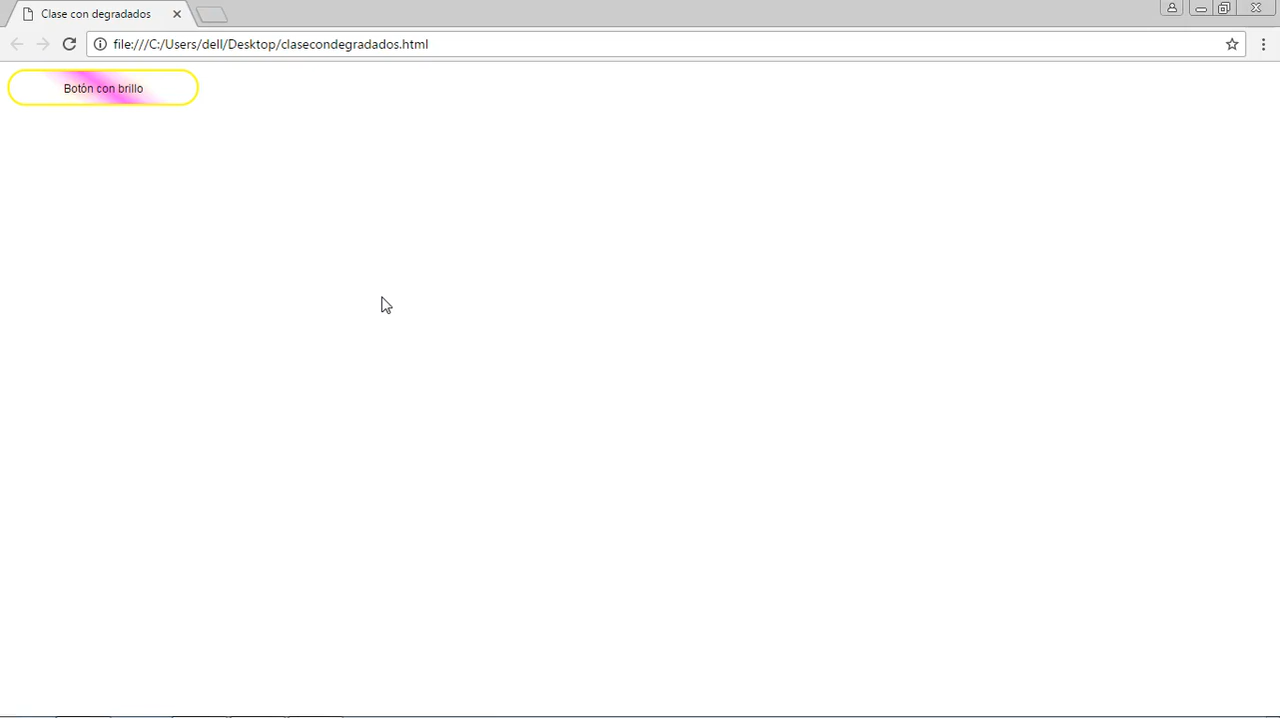 Clase con degradados
file:///C:/Users/dell/Desktop/clasecondegradados.html
Botón con brillo